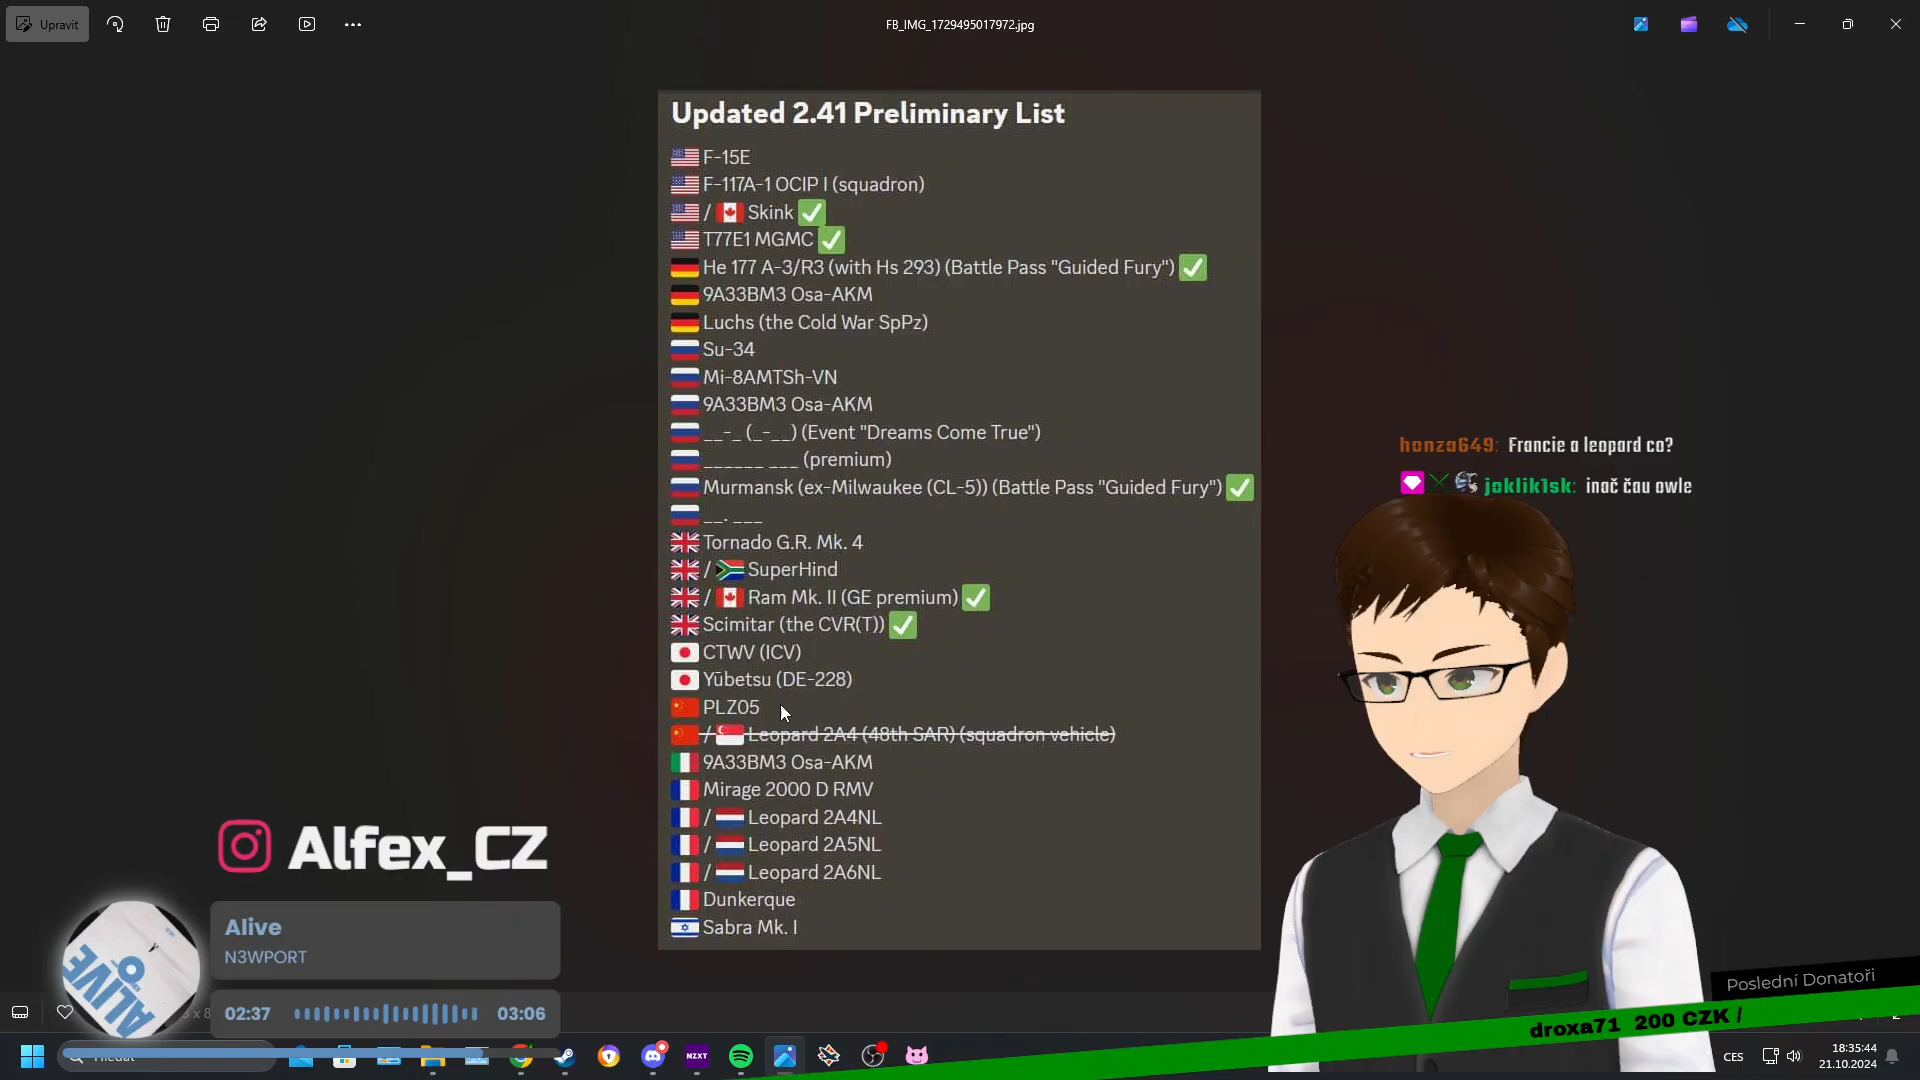 Upravit
FB_IMG_1729495017972.jpg
Updated 2.41 Preliminary List
F-15E
F-117A-1 OCIP I (squadron)
/ Skink
T77E1 MGMC
He 177 A-3/R3 (with Hs 293) (Battle Pass "Guided Fury")
9A33BM3 Osa-AKM
Luchs (the Cold War SpPz)
Su-34
Mi-8AMTSh-VN
9A33BM3 Osa-AKM
__-_ (_-__) (Event "Dreams Come True")
______ ___ (premium)
Murmansk (ex-Milwaukee (CL-5)) (Battle Pass "Guided Fury")
__. ___
Tornado G.R. Mk. 4
/ SuperHind
/ Ram Mk. II (GE premium)
Scimitar (the CVR(T))
CTWV (ICV)
Yūbetsu (DE-228)
PLZ05
/ Leopard 2A4 (48th SAR) (squadron vehicle)
9A33BM3 Osa-AKM
Mirage 2000 D RMV
/ Leopard 2A4NL
/ Leopard 2A5NL
/ Leopard 2A6NL
Dunkerque
Sabra Mk. I
honza649: Francie a leopard co?
joklik1sk: inač čau owle
Alfex_CZ
ALIVE
Alive
N3WPORT
02:37
03:06
Poslední Donatoři
droxa71 200 CZK /
Hledat
NZXT
CES
18:35:44
21.10.2024